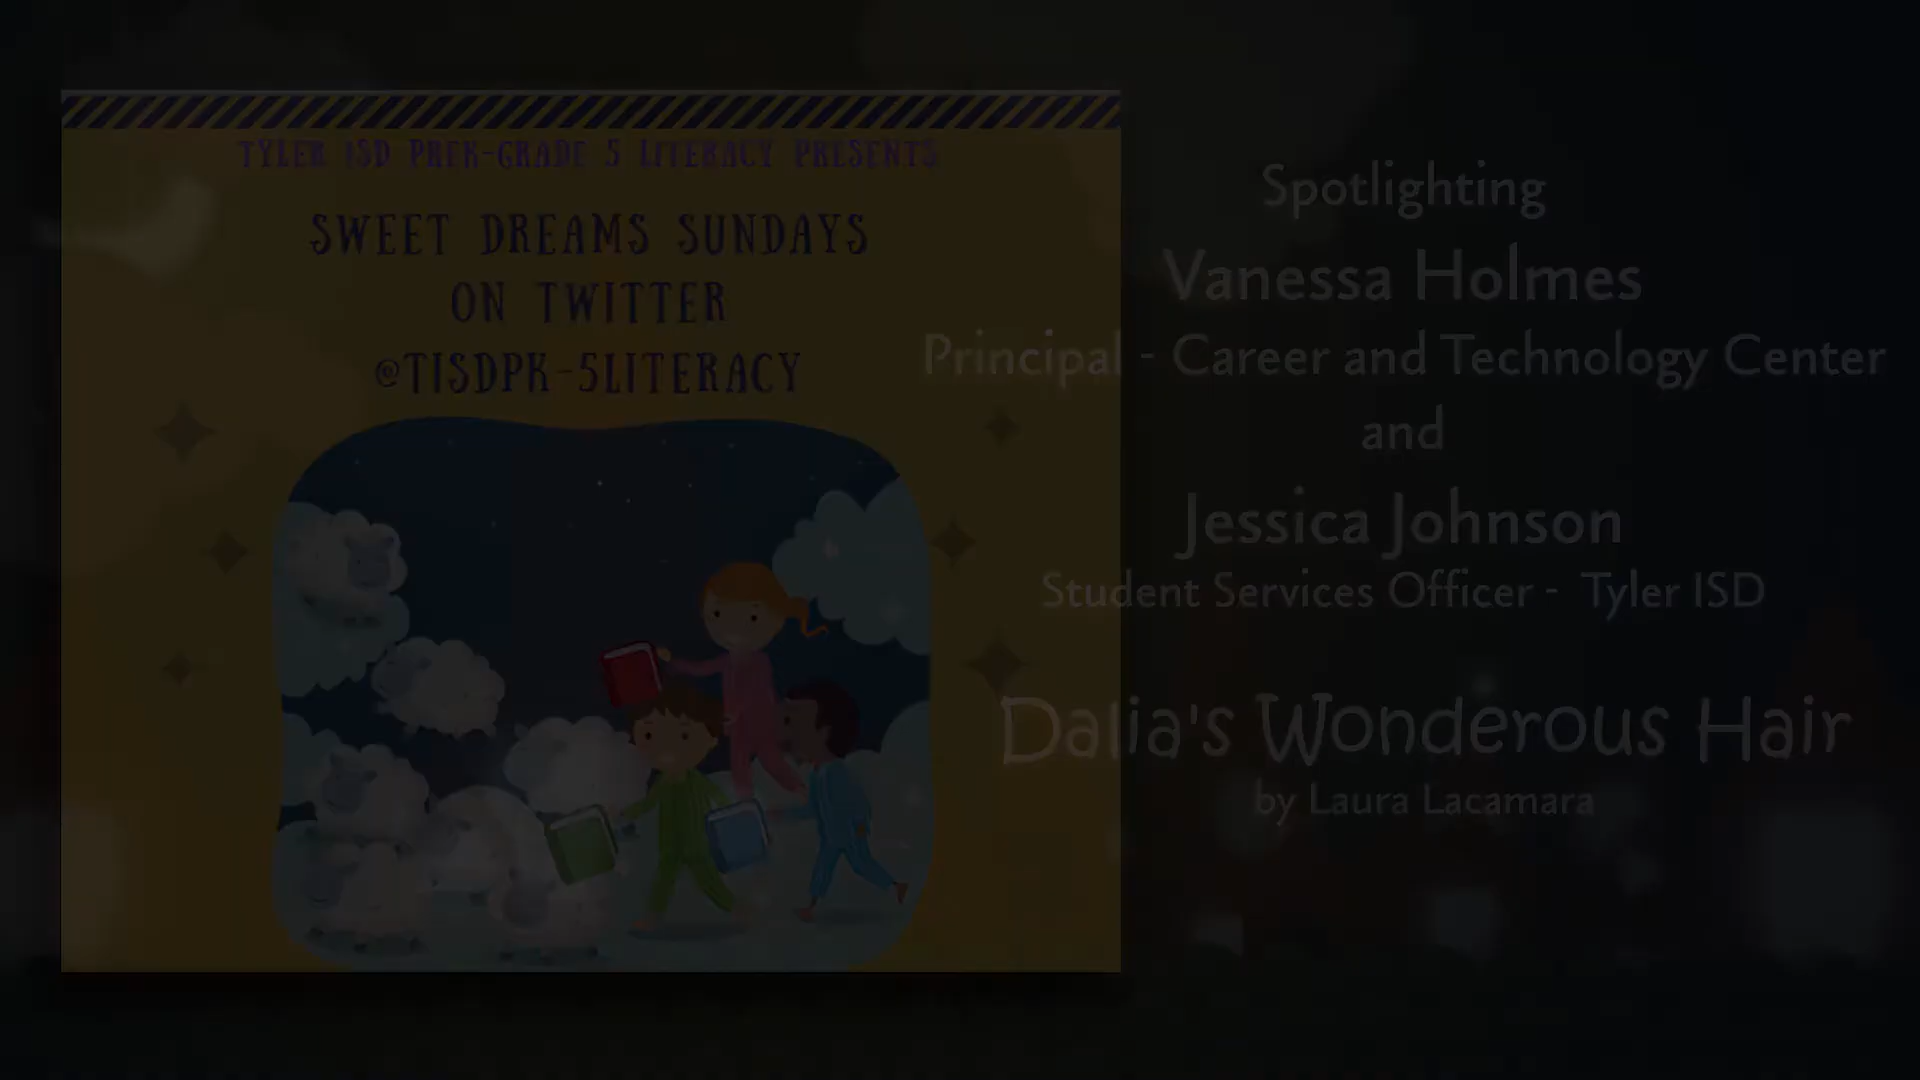 TYLER ISD PREK-GRADE 5 LITERACY PRESENTS
SWEET DREAMS SUNDAYS
ON TWITTER
@TISDPK-5LITERACY
Spotlighting
Vanessa Holmes
Principal - Career and Technology Center
and
Jessica Johnson
Student Services Officer - Tyler ISD
Dalia's Wonderous Hair
by Laura Lacamara